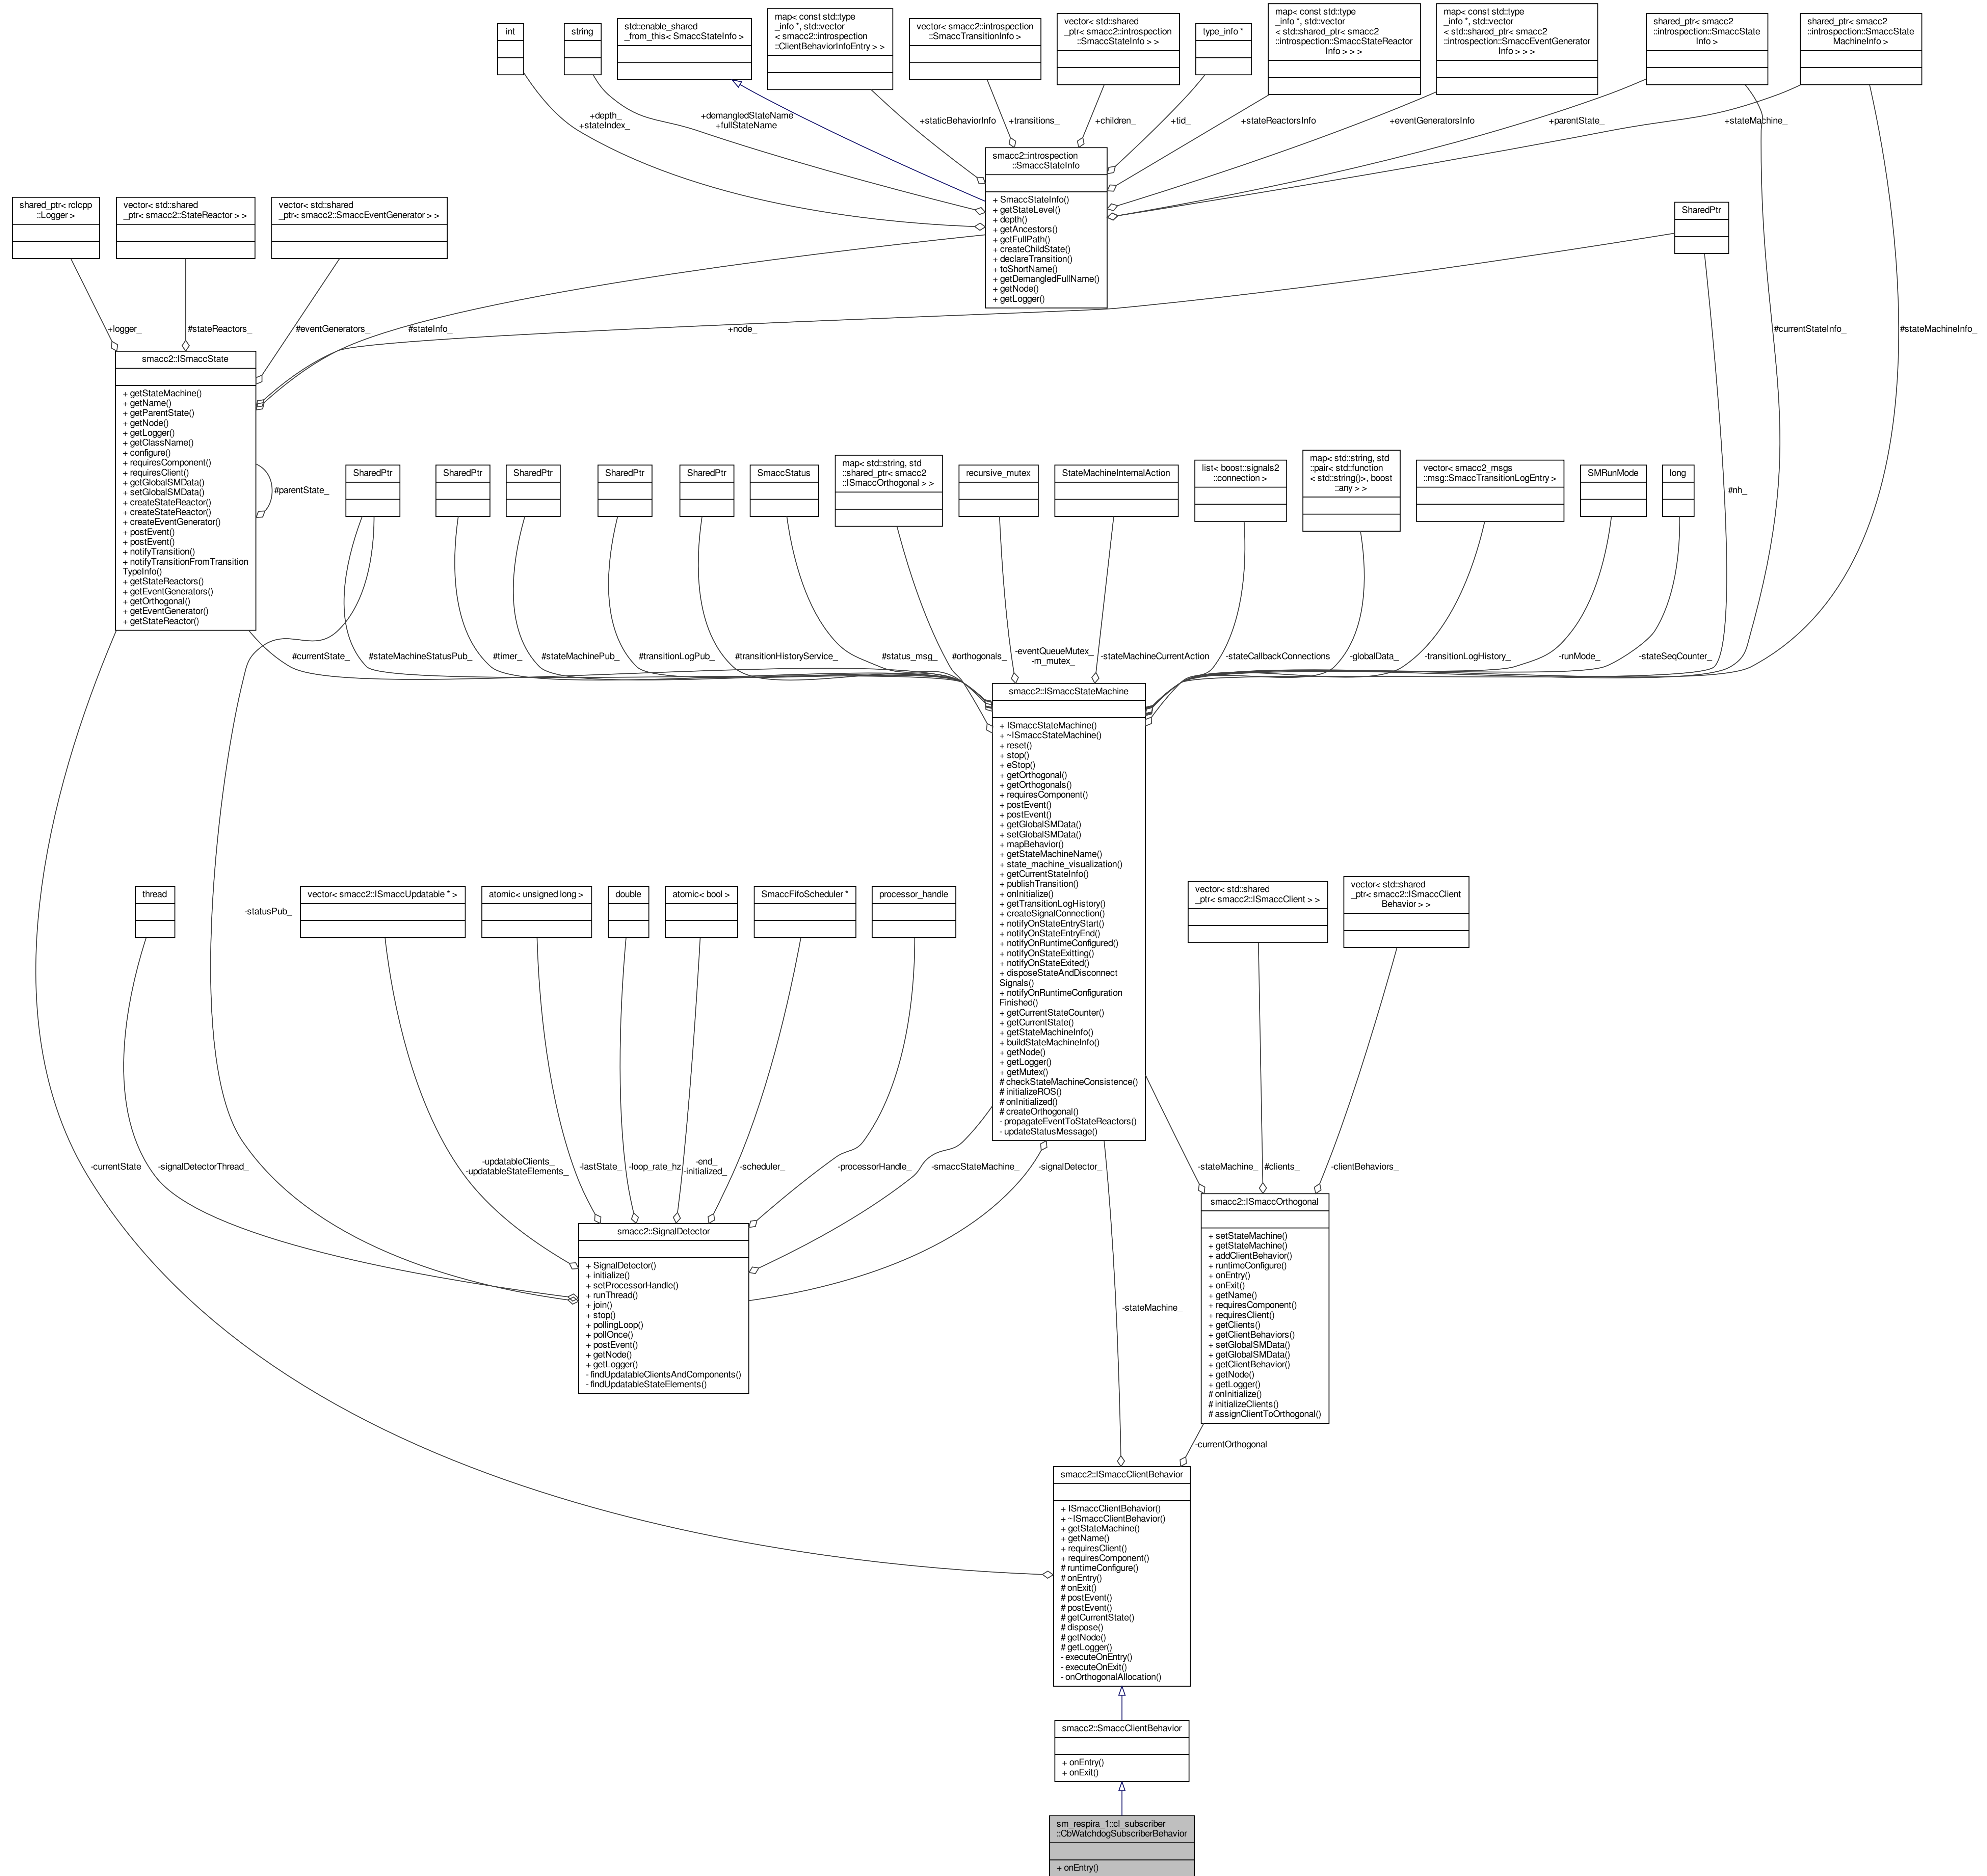 int
string
std::enable_shared
_from_this< SmaccStateInfo >
map< const std::type
_info *, std::vector
< smacc2::introspection
::ClientBehaviorInfoEntry > >
vector< smacc2::introspection
::SmaccTransitionInfo >
vector< std::shared
_ptr< smacc2::introspection
::SmaccStateInfo > >
type_info *
map< const std::type
_info *, std::vector
< std::shared_ptr< smacc2
::introspection::SmaccStateReactor
Info > > >
map< const std::type
_info *, std::vector
< std::shared_ptr< smacc2
::introspection::SmaccEventGenerator
Info > > >
shared_ptr< smacc2
::introspection::SmaccState
Info >
shared_ptr< smacc2
::introspection::SmaccState
MachineInfo >
+depth_
+stateIndex_
+demangledStateName
+fullStateName
+staticBehaviorInfo
+transitions_
+children_
+tid_
+stateReactorsInfo
+eventGeneratorsInfo
+parentState_
+stateMachine_
smacc2::introspection
::SmaccStateInfo
+ SmaccStateInfo()
+ getStateLevel()
+ depth()
+ getAncestors()
+ getFullPath()
+ createChildState()
+ declareTransition()
+ toShortName()
+ getDemangledFullName()
+ getNode()
+ getLogger()
shared_ptr< rclcpp
::Logger >
vector< std::shared
_ptr< smacc2::StateReactor > >
vector< std::shared
_ptr< smacc2::SmaccEventGenerator > >
SharedPtr
+logger_
#stateReactors_
#eventGenerators_
#stateInfo_
+node_
#currentStateInfo_
#stateMachineInfo_
smacc2::ISmaccState
+ getStateMachine()
+ getName()
+ getParentState()
+ getNode()
+ getLogger()
+ getClassName()
+ configure()
+ requiresComponent()
+ requiresClient()
+ getGlobalSMData()
+ setGlobalSMData()
+ createStateReactor()
+ createStateReactor()
+ createEventGenerator()
+ postEvent()
+ postEvent()
+ notifyTransition()
+ notifyTransitionFromTransition
TypeInfo()
+ getStateReactors()
+ getEventGenerators()
+ getOrthogonal()
+ getEventGenerator()
+ getStateReactor()
#parentState_
SharedPtr
SharedPtr
SharedPtr
SharedPtr
SharedPtr
SmaccStatus
map< std::string, std
::shared_ptr< smacc2
::ISmaccOrthogonal > >
recursive_mutex
StateMachineInternalAction
list< boost::signals2
::connection >
map< std::string, std
::pair< std::function
< std::string()>, boost
::any > >
vector< smacc2_msgs
::msg::SmaccTransitionLogEntry >
SMRunMode
long
#nh_
#currentState_
#stateMachineStatusPub_
#timer_
#stateMachinePub_
#transitionLogPub_
#transitionHistoryService_
#status_msg_
#orthogonals_
-eventQueueMutex_
-m_mutex_
-stateMachineCurrentAction
-stateCallbackConnections
-globalData_
-transitionLogHistory_
-runMode_
-stateSeqCounter_
smacc2::ISmaccStateMachine
+ ISmaccStateMachine()
+ ~ISmaccStateMachine()
+ reset()
+ stop()
+ eStop()
+ getOrthogonal()
+ getOrthogonals()
+ requiresComponent()
+ postEvent()
+ postEvent()
+ getGlobalSMData()
+ setGlobalSMData()
+ mapBehavior()
+ getStateMachineName()
+ state_machine_visualization()
+ getCurrentStateInfo()
+ publishTransition()
+ onInitialize()
+ getTransitionLogHistory()
+ createSignalConnection()
+ notifyOnStateEntryStart()
+ notifyOnStateEntryEnd()
+ notifyOnRuntimeConfigured()
+ notifyOnStateExitting()
+ notifyOnStateExited()
+ disposeStateAndDisconnect
Signals()
+ notifyOnRuntimeConfiguration
Finished()
+ getCurrentStateCounter()
+ getCurrentState()
+ getStateMachineInfo()
+ buildStateMachineInfo()
+ getNode()
+ getLogger()
+ getMutex()
# checkStateMachineConsistence()
# initializeROS()
# onInitialized()
# createOrthogonal()
- propagateEventToStateReactors()
- updateStatusMessage()
thread
-statusPub_
vector< smacc2::ISmaccUpdatable * >
atomic< unsigned long >
double
atomic< bool >
SmaccFifoScheduler *
processor_handle
vector< std::shared
_ptr< smacc2::ISmaccClient > >
vector< std::shared
_ptr< smacc2::ISmaccClient
Behavior > >
-currentState
-signalDetectorThread_
-updatableClients_
-updatableStateElements_
-lastState_
-loop_rate_hz
-end_
-initialized_
-scheduler_
-processorHandle_
-smaccStateMachine_
-signalDetector_
-stateMachine_
#clients_
-clientBehaviors_
smacc2::SignalDetector
+ SignalDetector()
+ initialize()
+ setProcessorHandle()
+ runThread()
+ join()
+ stop()
+ pollingLoop()
+ pollOnce()
+ postEvent()
+ getNode()
+ getLogger()
- findUpdatableClientsAndComponents()
- findUpdatableStateElements()
-stateMachine_
smacc2::ISmaccOrthogonal
+ setStateMachine()
+ getStateMachine()
+ addClientBehavior()
+ runtimeConfigure()
+ onEntry()
+ onExit()
+ getName()
+ requiresComponent()
+ requiresClient()
+ getClients()
+ getClientBehaviors()
+ setGlobalSMData()
+ getGlobalSMData()
+ getClientBehavior()
+ getNode()
+ getLogger()
# onInitialize()
# initializeClients()
# assignClientToOrthogonal()
-currentOrthogonal
smacc2::ISmaccClientBehavior
+ ISmaccClientBehavior()
+ ~ISmaccClientBehavior()
+ getStateMachine()
+ getName()
+ requiresClient()
+ requiresComponent()
# runtimeConfigure()
# onEntry()
# onExit()
# postEvent()
# postEvent()
# getCurrentState()
# dispose()
# getNode()
# getLogger()
- executeOnEntry()
- executeOnExit()
- onOrthogonalAllocation()
smacc2::SmaccClientBehavior
+ onEntry()
+ onExit()
sm_respira_1::cl_subscriber
::CbWatchdogSubscriberBehavior
+ onEntry()